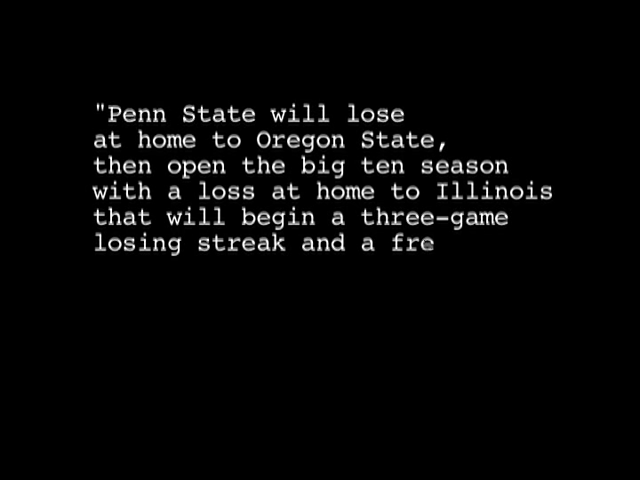 "Penn State will lose
at home to Oregon State,
then open the big ten season
with a loss at home to Illinois
that will begin a three-game
losing streak and a fre